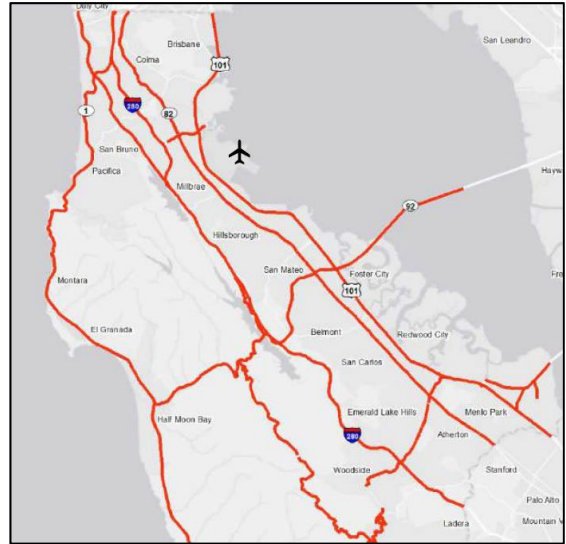 Daly City
Brisbane
San Leandro
Colma
101
280
1
82
San Bruno
Pacifica
Millbrae
92
Hillsborough
San Mateo
Foster City
Montara
101
El Granada
Belmont
Redwood City
San Carlos
Half Moon Bay
Emerald Lake Hills
Menlo Park
280
Atherton
Woodside
Stanford
Palo Alto
Ladera
Mountain V